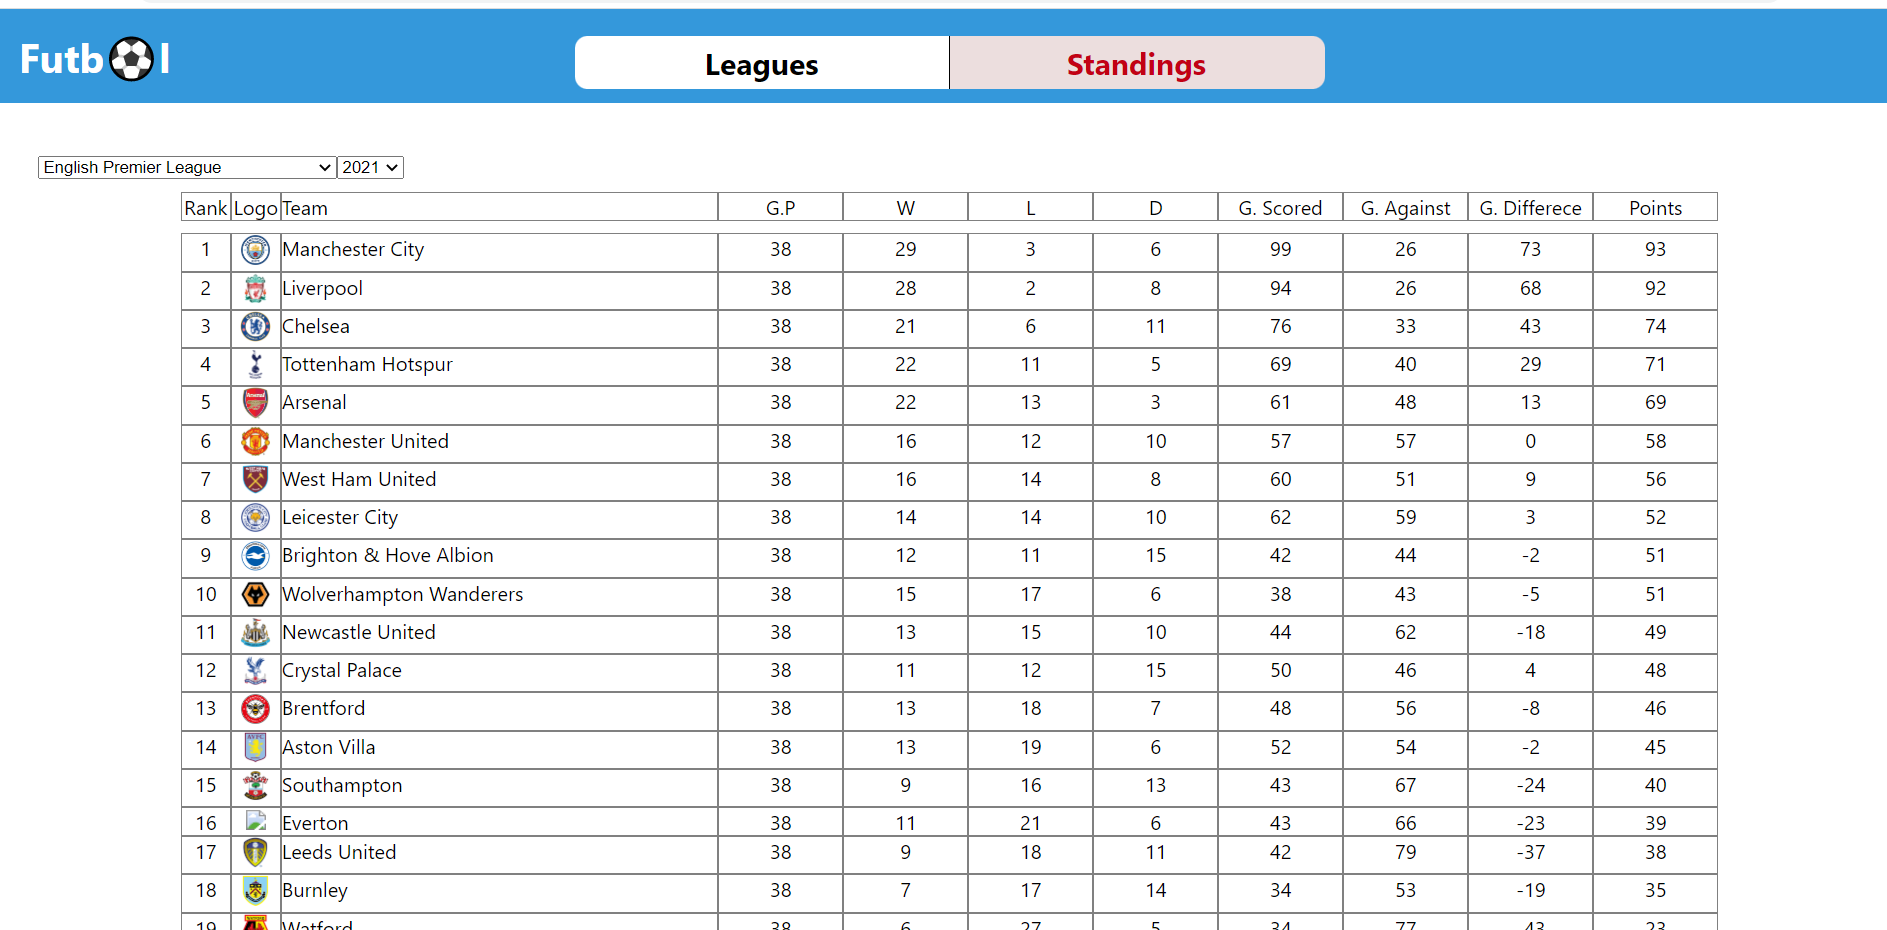 Futb l
Leagues Standings
English Premier League 2021
Rank Logo Team G.P W L D G. Scored G. Against G. Differece Points
1 Manchester City 38 29 3 6 99 26 73 93
2 Liverpool 38 28 2 8 94 26 68 92
3 Chelsea 38 21 6 11 76 33 43 74
4 Tottenham Hotspur 38 22 11 5 69 40 29 71
5 Arsenal 38 22 13 3 61 48 13 69
6 Manchester United 38 16 12 10 57 57 0 58
7 West Ham United 38 16 14 8 60 51 9 56
8 Leicester City 38 14 14 10 62 59 3 52
9 Brighton & Hove Albion 38 12 11 15 42 44 -2 51
10 Wolverhampton Wanderers 38 15 17 6 38 43 -5 51
11 Newcastle United 38 13 15 10 44 62 -18 49
12 Crystal Palace 38 11 12 15 50 46 4 48
13 Brentford 38 13 18 7 48 56 -8 46
14 Aston Villa 38 13 19 6 52 54 -2 45
15 Southampton 38 9 16 13 43 67 -24 40
16 Everton 38 11 21 6 43 66 -23 39
17 Leeds United 38 9 18 11 42 79 -37 38
18 Burnley 38 7 17 14 34 53 -19 35
19 Watford 38 6 27 5 34 77 -43 23